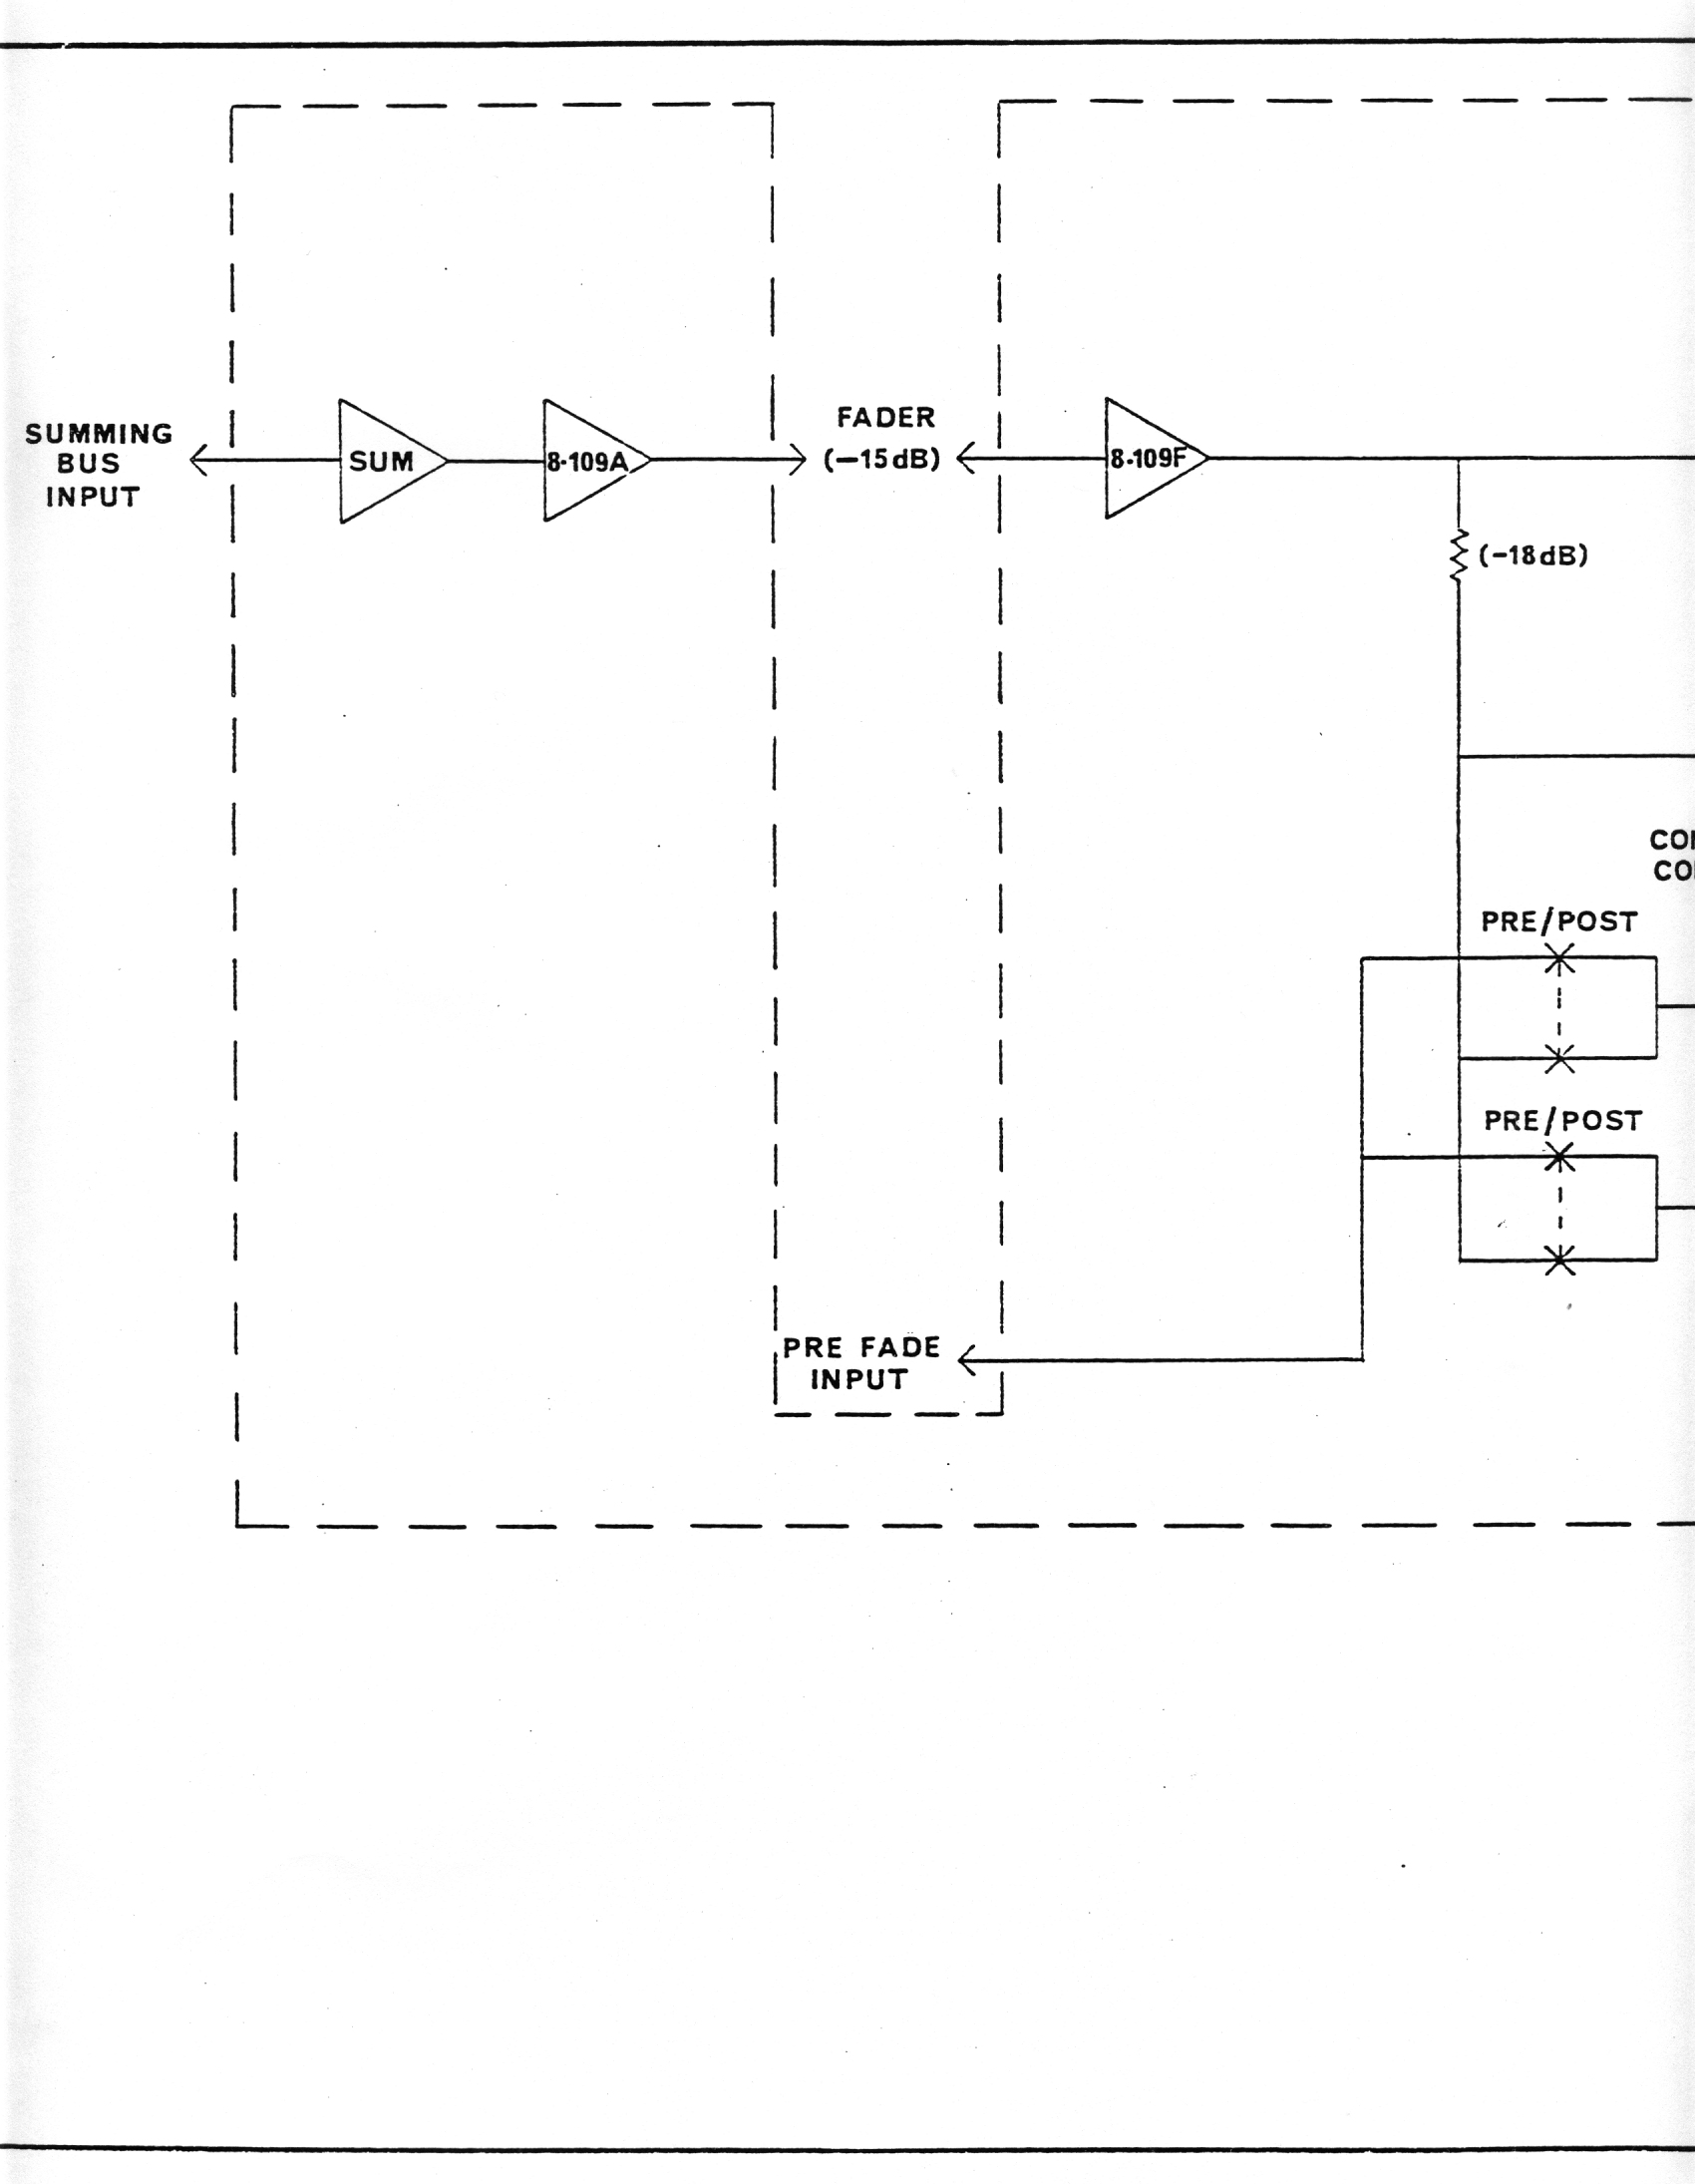 SUMMING
BUS
INPUT
SUM
8·109A
FADER
(−15dB)
8·109F
(-18dB)
PRE/POST
PRE/POST
PRE FADE
INPUT